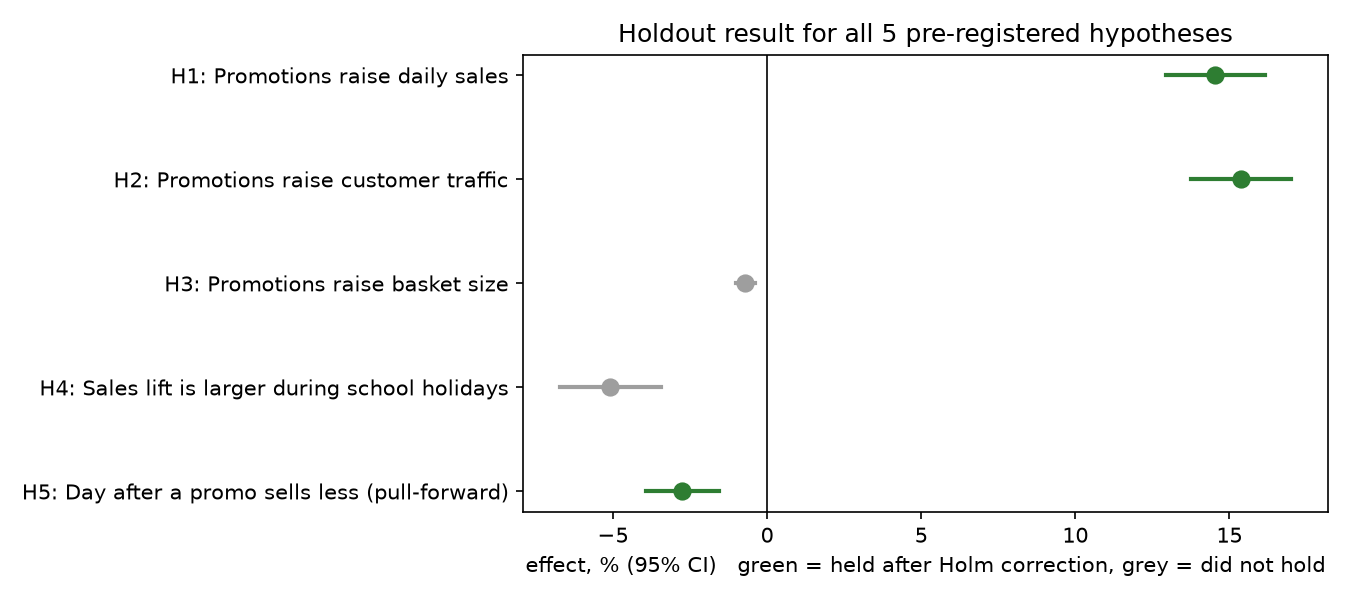 Holdout result for all 5 pre-registered hypotheses
H1: Promotions raise daily sales
H2: Promotions raise customer traffic
H3: Promotions raise basket size
H4: Sales lift is larger during school holidays
H5: Day after a promo sells less (pull-forward)
−5 0 5 10 15
effect, % (95% CI)   green = held after Holm correction, grey = did not hold